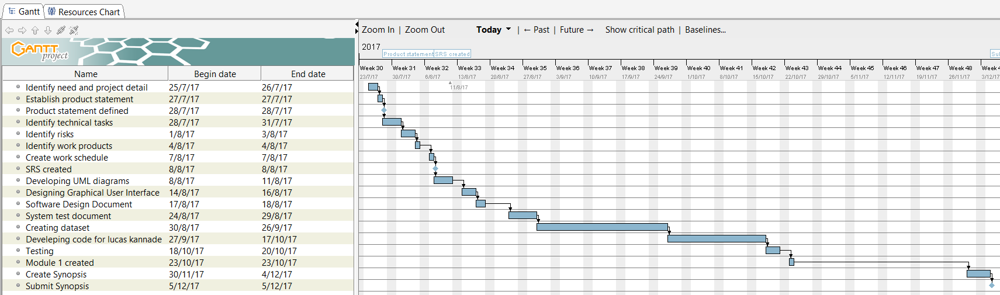 Gantt Resources Chart
Zoom In | Zoom Out Today | ← Past | Future → Show critical path | Baselines...
GANTT project
2017
Product statement SRS created
Name Begin date End date
Week 30 Week 31 Week 32 Week 33 Week 34 Week 35 Week 36 Week 37 Week 38 Week 39 Week 40 Week 41 Week 42 Week 43 Week 44 Week 45 Week 46 Week 47 Week 48
23/7/17 30/7/17 6/8/17 13/8/17 20/8/17 27/8/17 3/9/17 10/9/17 17/9/17 24/9/17 1/10/17 8/10/17 15/10/17 22/10/17 29/10/17 5/11/17 12/11/17 19/11/17 26/11/17 3/12/17
11/8/17
Identify need and project detail 25/7/17 26/7/17
Establish product statement 27/7/17 27/7/17
Product statement defined 28/7/17 28/7/17
Identify technical tasks 28/7/17 31/7/17
Identify risks 1/8/17 3/8/17
Identify work products 4/8/17 4/8/17
Create work schedule 7/8/17 7/8/17
SRS created 8/8/17 8/8/17
Developing UML diagrams 8/8/17 11/8/17
Designing Graphical User Interface 14/8/17 16/8/17
Software Design Document 17/8/17 18/8/17
System test document 24/8/17 29/8/17
Creating dataset 30/8/17 26/9/17
Develeping code for lucas kannade 27/9/17 17/10/17
Testing 18/10/17 20/10/17
Module 1 created 23/10/17 23/10/17
Create Synopsis 30/11/17 4/12/17
Submit Synopsis 5/12/17 5/12/17